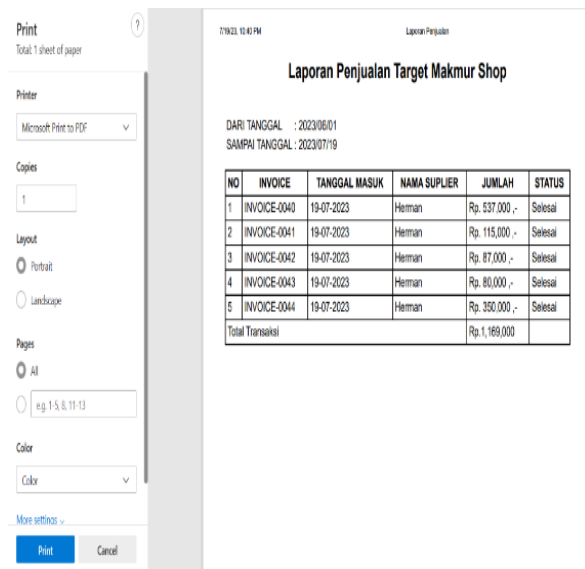 Print
?
Total: 1 sheet of paper
Printer
Microsoft Print to PDF
Copies
1
Layout
Portrait
Landscape
Pages
All
e.g. 1-5, 8, 11-13
Color
Color
More settings
Print Cancel
7/19/23, 10:40 PM Laporan Penjualan
Laporan Penjualan Target Makmur Shop
DARI TANGGAL : 2023/06/01
SAMPAI TANGGAL : 2023/07/19
NO INVOICE TANGGAL MASUK NAMA SUPLIER JUMLAH STATUS
1 INVOICE-0040 19-07-2023 Herman Rp. 537,000 ,- Selesai
2 INVOICE-0041 19-07-2023 Herman Rp. 115,000 ,- Selesai
3 INVOICE-0042 19-07-2023 Herman Rp. 87,000 ,- Selesai
4 INVOICE-0043 19-07-2023 Herman Rp. 80,000 ,- Selesai
5 INVOICE-0044 19-07-2023 Herman Rp. 350,000 ,- Selesai
Total Transaksi Rp.1,169,000